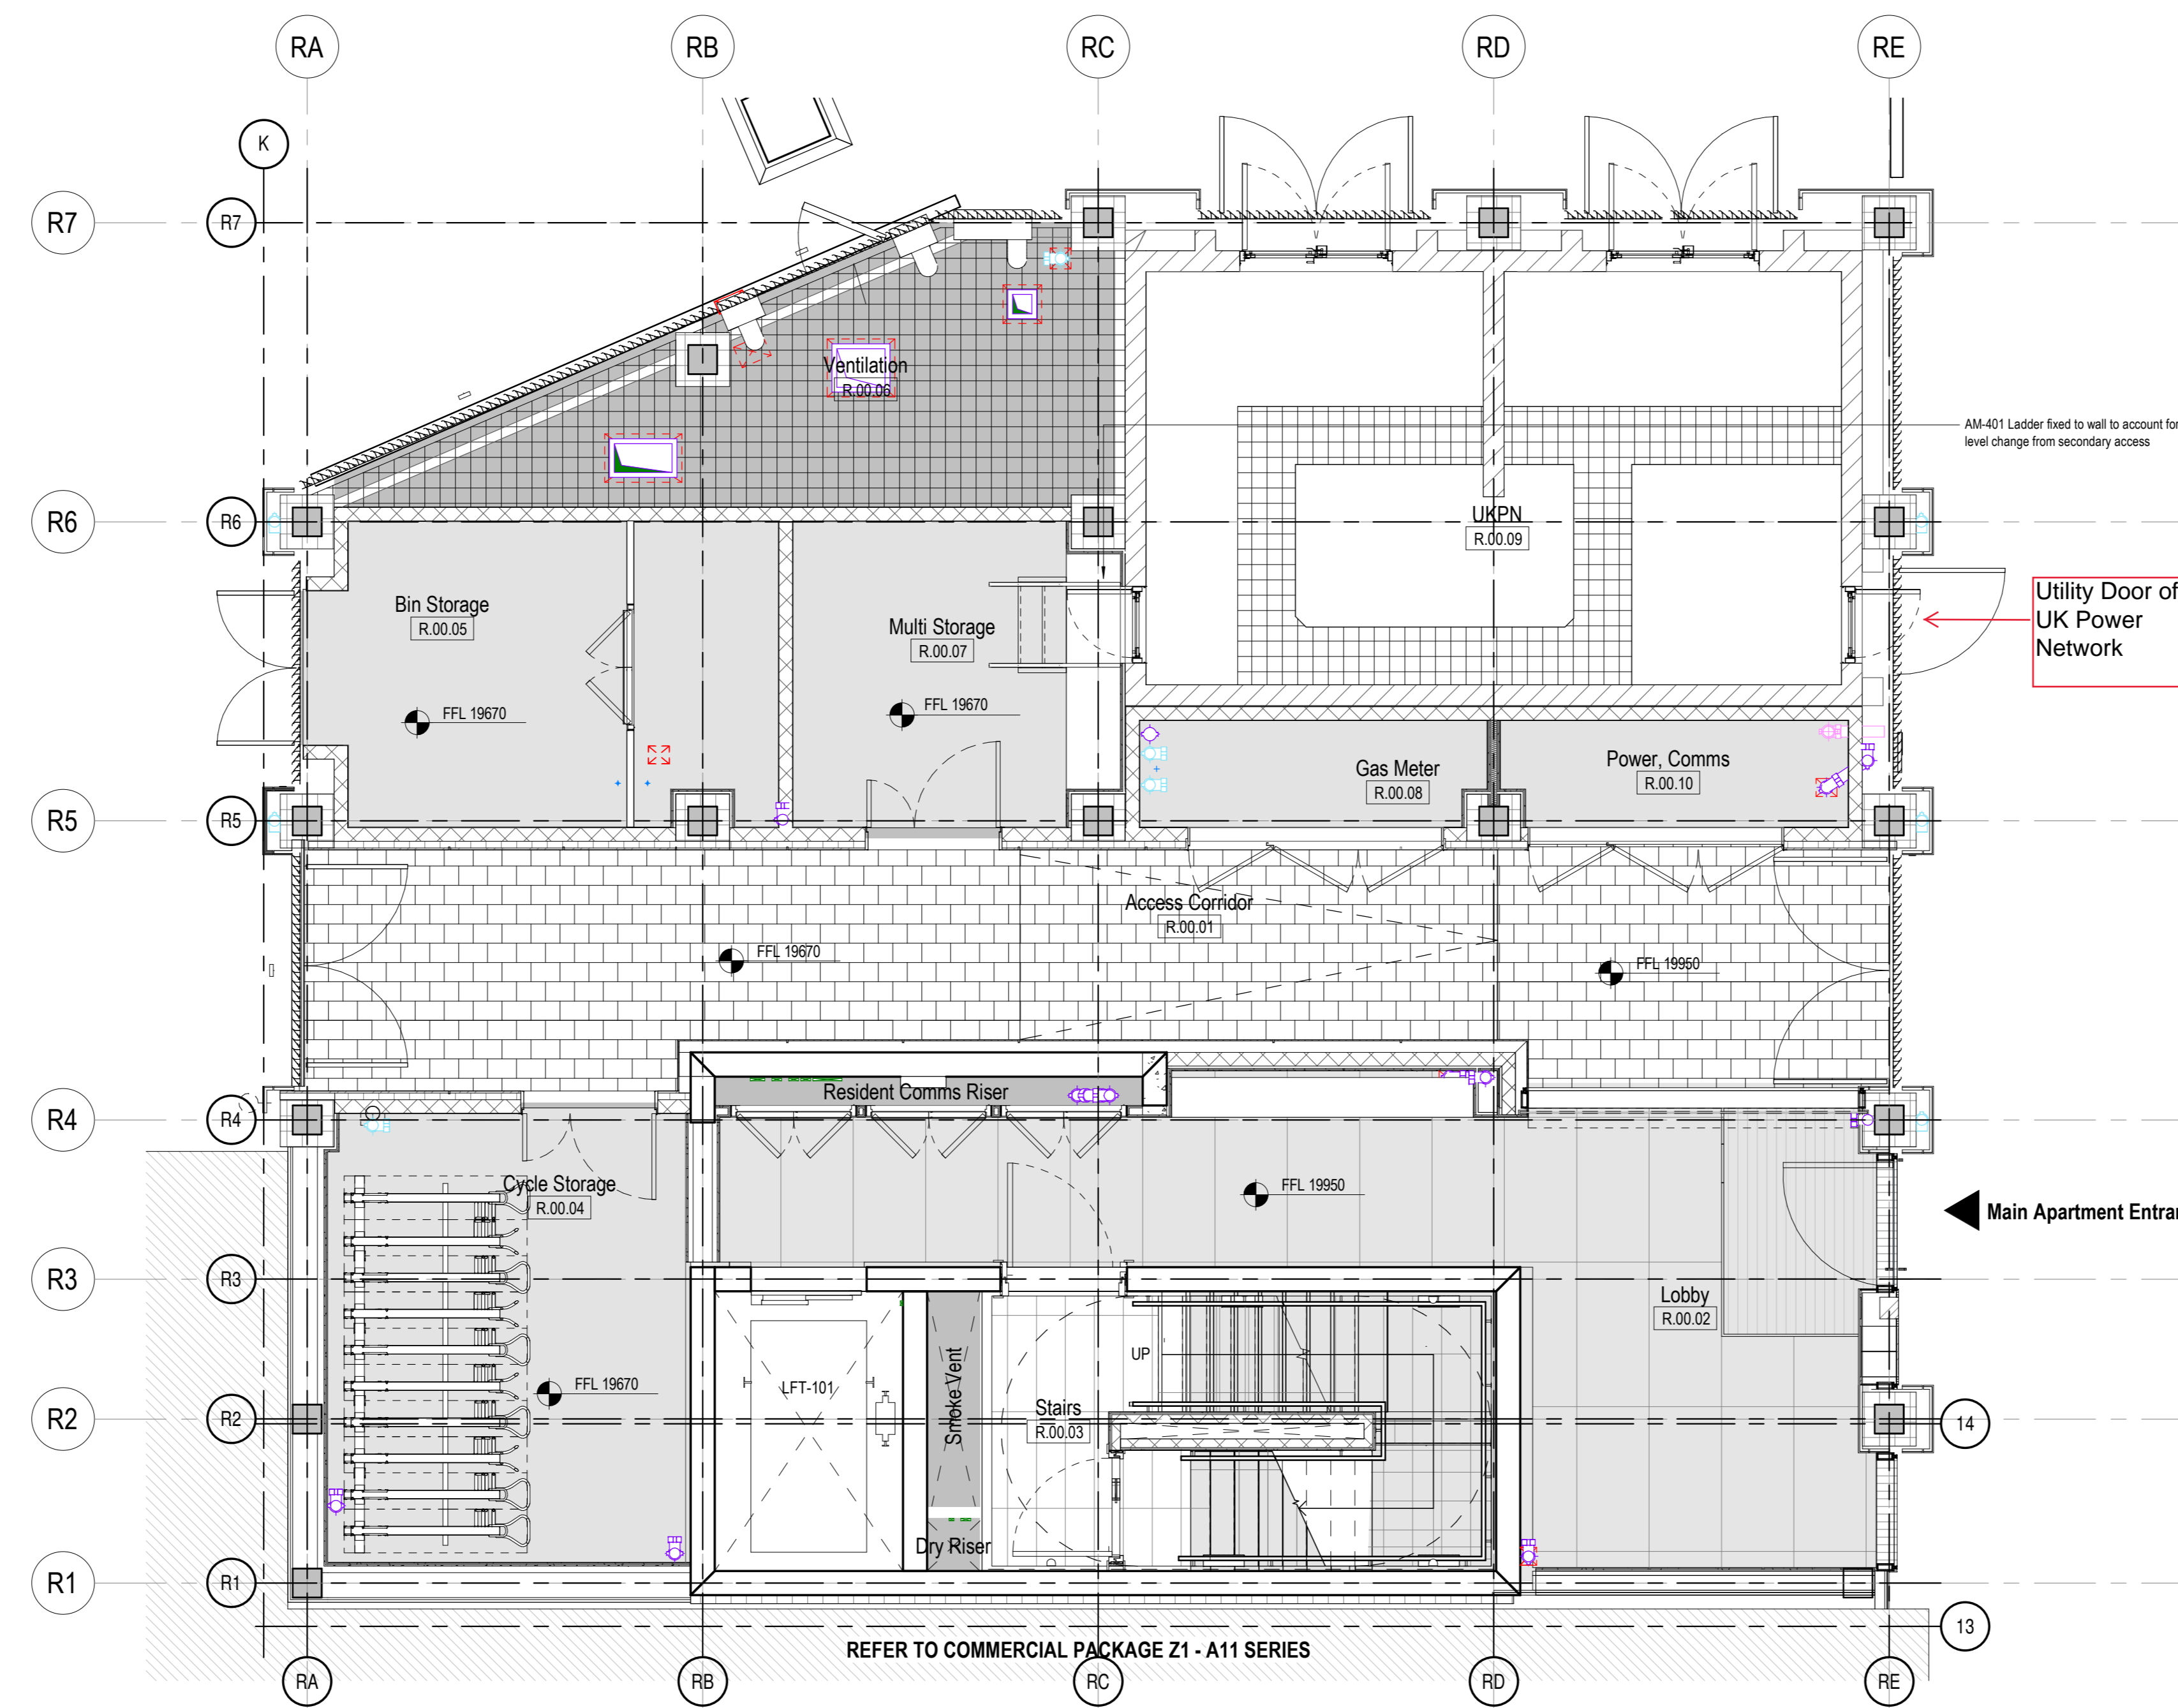 RA
RB
RC
RD
RE
K
R7
R7
Ventilation
R.00.06
AM-401 Ladder fixed to wall to account for
level change from secondary access
R6
R6
UKPN
R.00.09
Bin Storage
R.00.05
Multi Storage
R.00.07
Utility Door of
UK Power
Network
FFL 19670
FFL 19670
Gas Meter
R.00.08
Power, Comms
R.00.10
R5
R5
Access Corridor
R.00.01
FFL 19670
FFL 19950
Resident Comms Riser
R4
R4
Cycle Storage
R.00.04
FFL 19950
Main Apartment Entrar
R3
R3
Lobby
R.00.02
UP
LFT-101
Smoke Vent
FFL 19670
Stairs
R.00.03
R2
R2
14
Dry Riser
R1
R1
13
REFER TO COMMERCIAL PACKAGE Z1 - A11 SERIES
RA
RB
RC
RD
RE